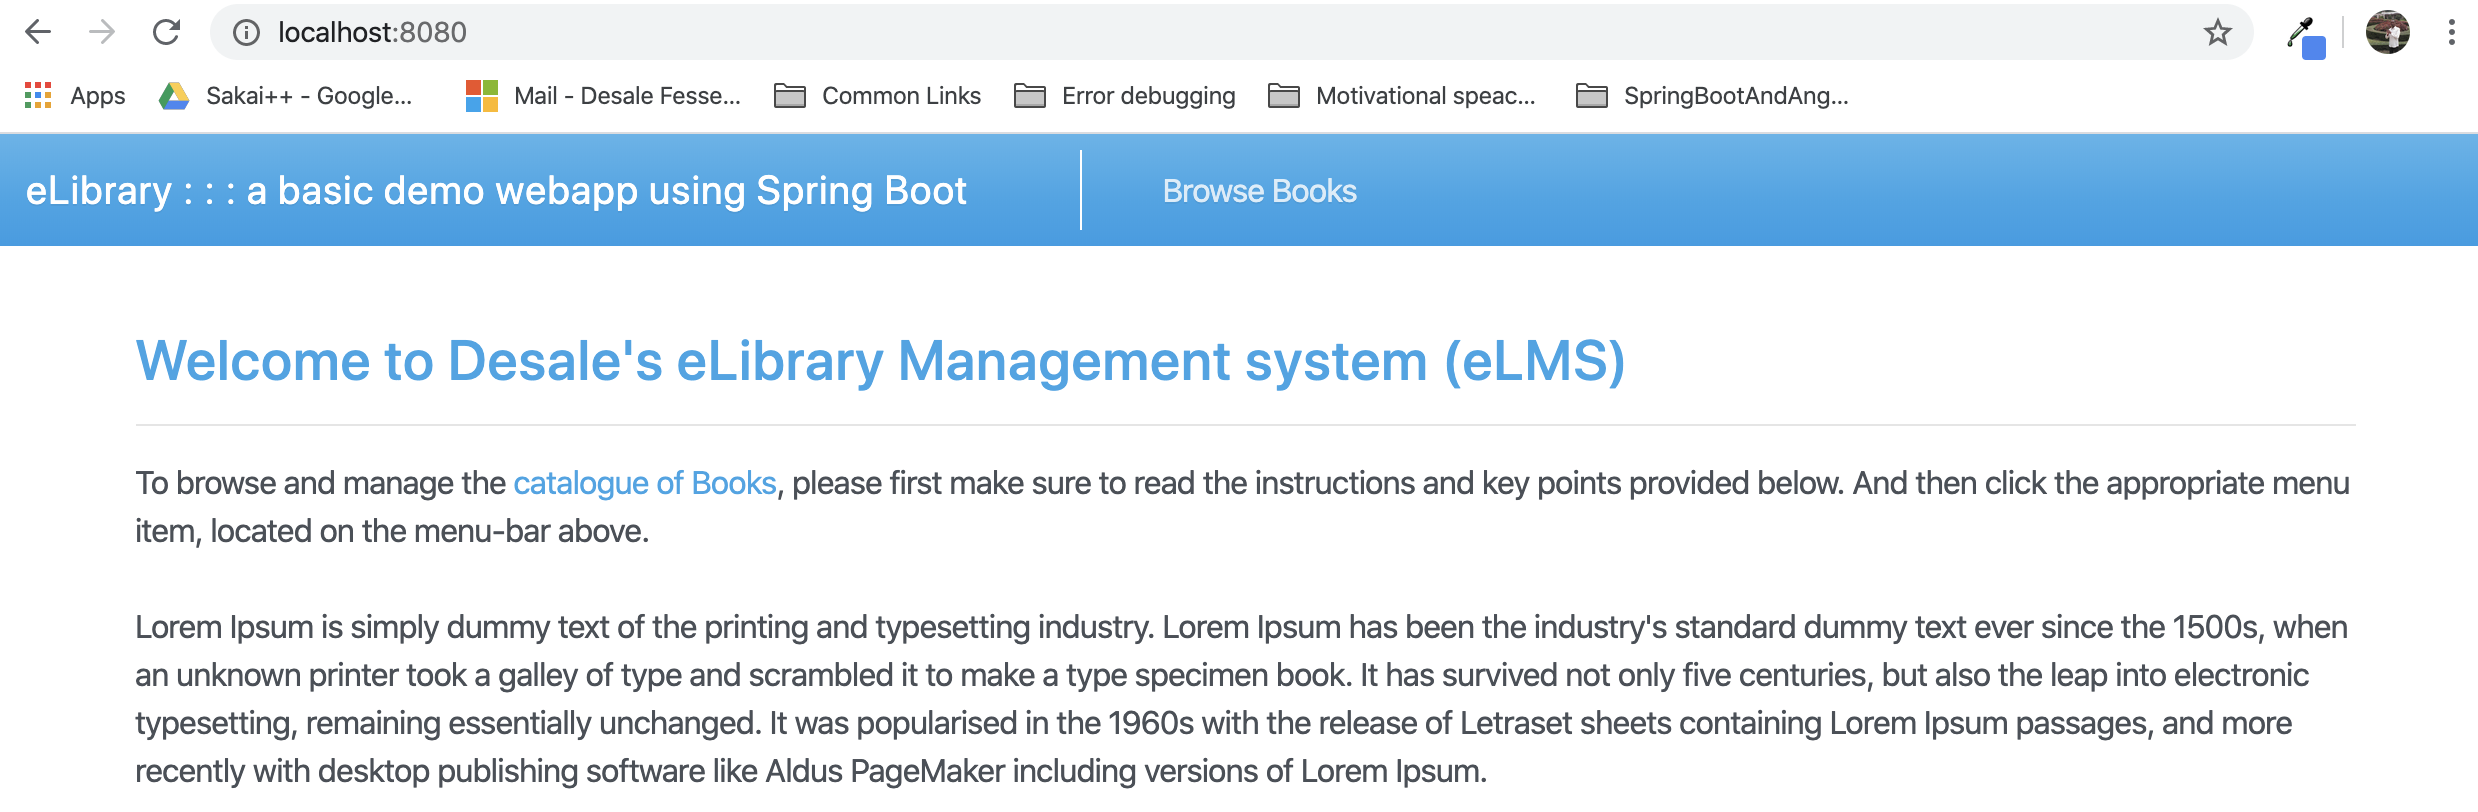 localhost:8080
Apps Sakai++ - Google... Mail - Desale Fesse... Common Links Error debugging Motivational speac... SpringBootAndAng...
eLibrary : : : a basic demo webapp using Spring Boot Browse Books
Welcome to Desale's eLibrary Management system (eLMS)
To browse and manage the catalogue of Books, please first make sure to read the instructions and key points provided below. And then click the appropriate menu
item, located on the menu-bar above.
Lorem Ipsum is simply dummy text of the printing and typesetting industry. Lorem Ipsum has been the industry's standard dummy text ever since the 1500s, when
an unknown printer took a galley of type and scrambled it to make a type specimen book. It has survived not only five centuries, but also the leap into electronic
typesetting, remaining essentially unchanged. It was popularised in the 1960s with the release of Letraset sheets containing Lorem Ipsum passages, and more
recently with desktop publishing software like Aldus PageMaker including versions of Lorem Ipsum.